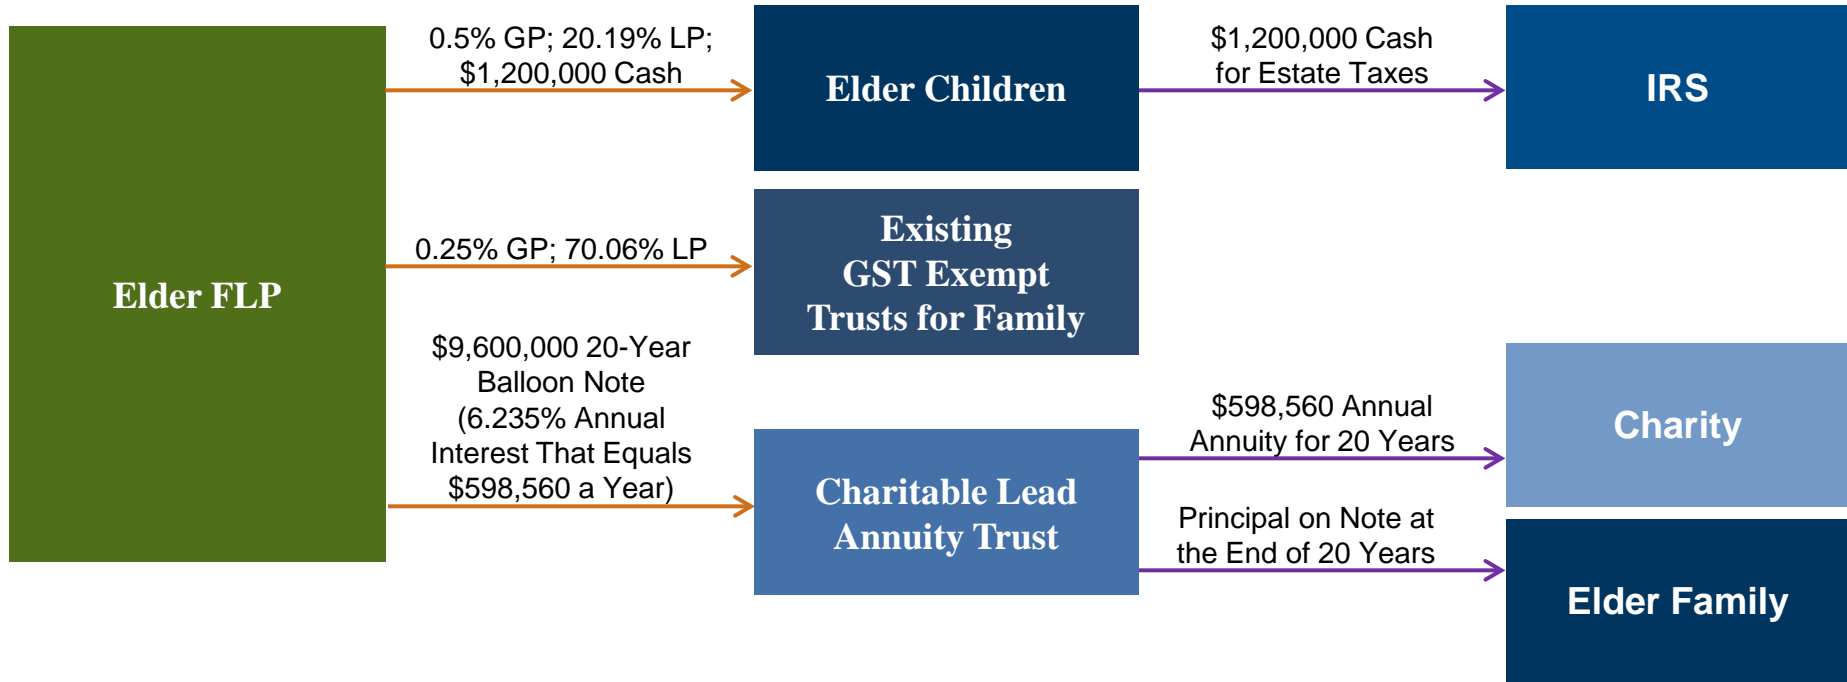 Elder FLP
0.5% GP; 20.19% LP;
$1,200,000 Cash
Elder Children
$1,200,000 Cash
for Estate Taxes
IRS
0.25% GP; 70.06% LP
Existing
GST Exempt
Trusts for Family
$9,600,000 20-Year
Balloon Note
(6.235% Annual
Interest That Equals
$598,560 a Year)
Charitable Lead
Annuity Trust
$598,560 Annual
Annuity for 20 Years
Charity
Principal on Note at
the End of 20 Years
Elder Family